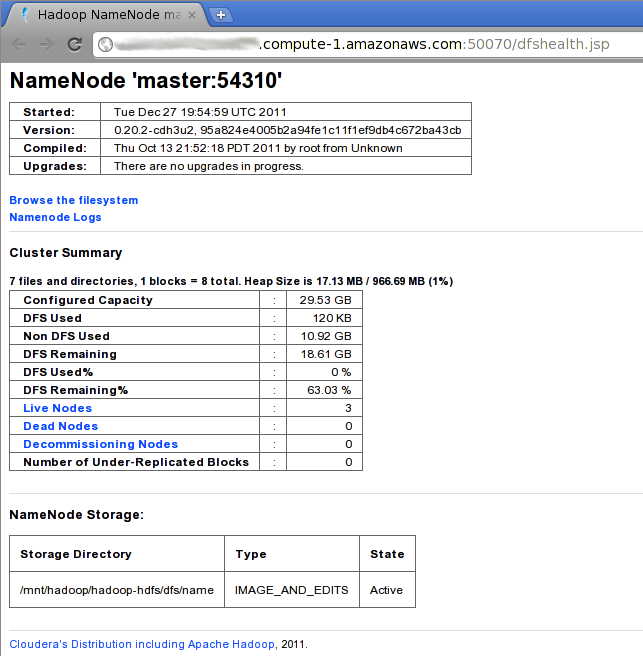 Hadoop NameNode ma
.compute-1.amazonaws.com:50070/dfshealth.jsp
NameNode 'master:54310'
Started: Tue Dec 27 19:54:59 UTC 2011
Version: 0.20.2-cdh3u2, 95a824e4005b2a94fe1c11f1ef9db4c672ba43cb
Compiled: Thu Oct 13 21:52:18 PDT 2011 by root from Unknown
Upgrades: There are no upgrades in progress.
Browse the filesystem
Namenode Logs
Cluster Summary
7 files and directories, 1 blocks = 8 total. Heap Size is 17.13 MB / 966.69 MB (1%)
Configured Capacity : 29.53 GB
DFS Used : 120 KB
Non DFS Used : 10.92 GB
DFS Remaining : 18.61 GB
DFS Used% : 0 %
DFS Remaining% : 63.03 %
Live Nodes : 3
Dead Nodes : 0
Decommissioning Nodes : 0
Number of Under-Replicated Blocks : 0
NameNode Storage:
Storage Directory Type State
/mnt/hadoop/hadoop-hdfs/dfs/name IMAGE_AND_EDITS Active
Cloudera's Distribution including Apache Hadoop, 2011.